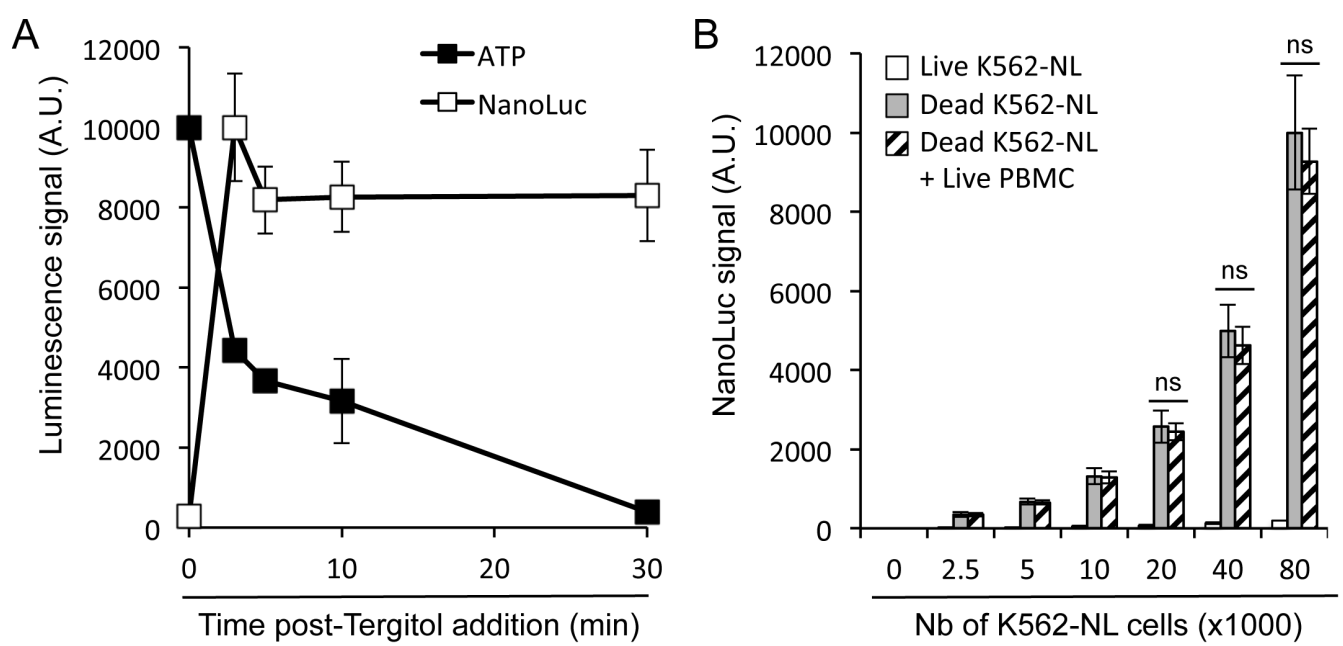 A
Luminescence signal (A.U.)
12000
10000
8000
6000
4000
2000
0
ATP
NanoLuc
0 10 20 30
Time post-Tergitol addition (min)
B
NanoLuc signal (A.U.)
12000
10000
8000
6000
4000
2000
0
Live K562-NL
Dead K562-NL
Dead K562-NL
+ Live PBMC
ns
ns
ns
0 2.5 5 10 20 40 80
Nb of K562-NL cells (x1000)